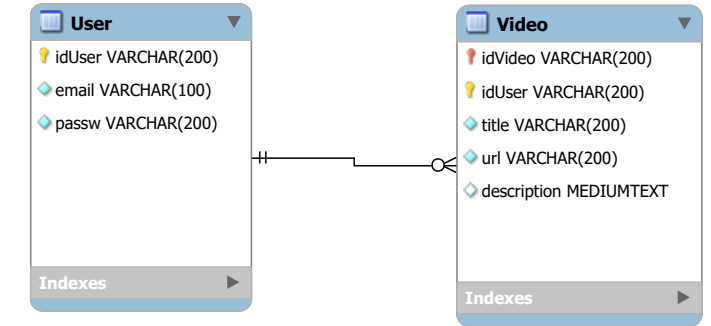 User
idUser VARCHAR(200)
email VARCHAR(100)
passw VARCHAR(200)
Indexes
Video
idVideo VARCHAR(200)
idUser VARCHAR(200)
title VARCHAR(200)
url VARCHAR(200)
description MEDIUMTEXT
Indexes